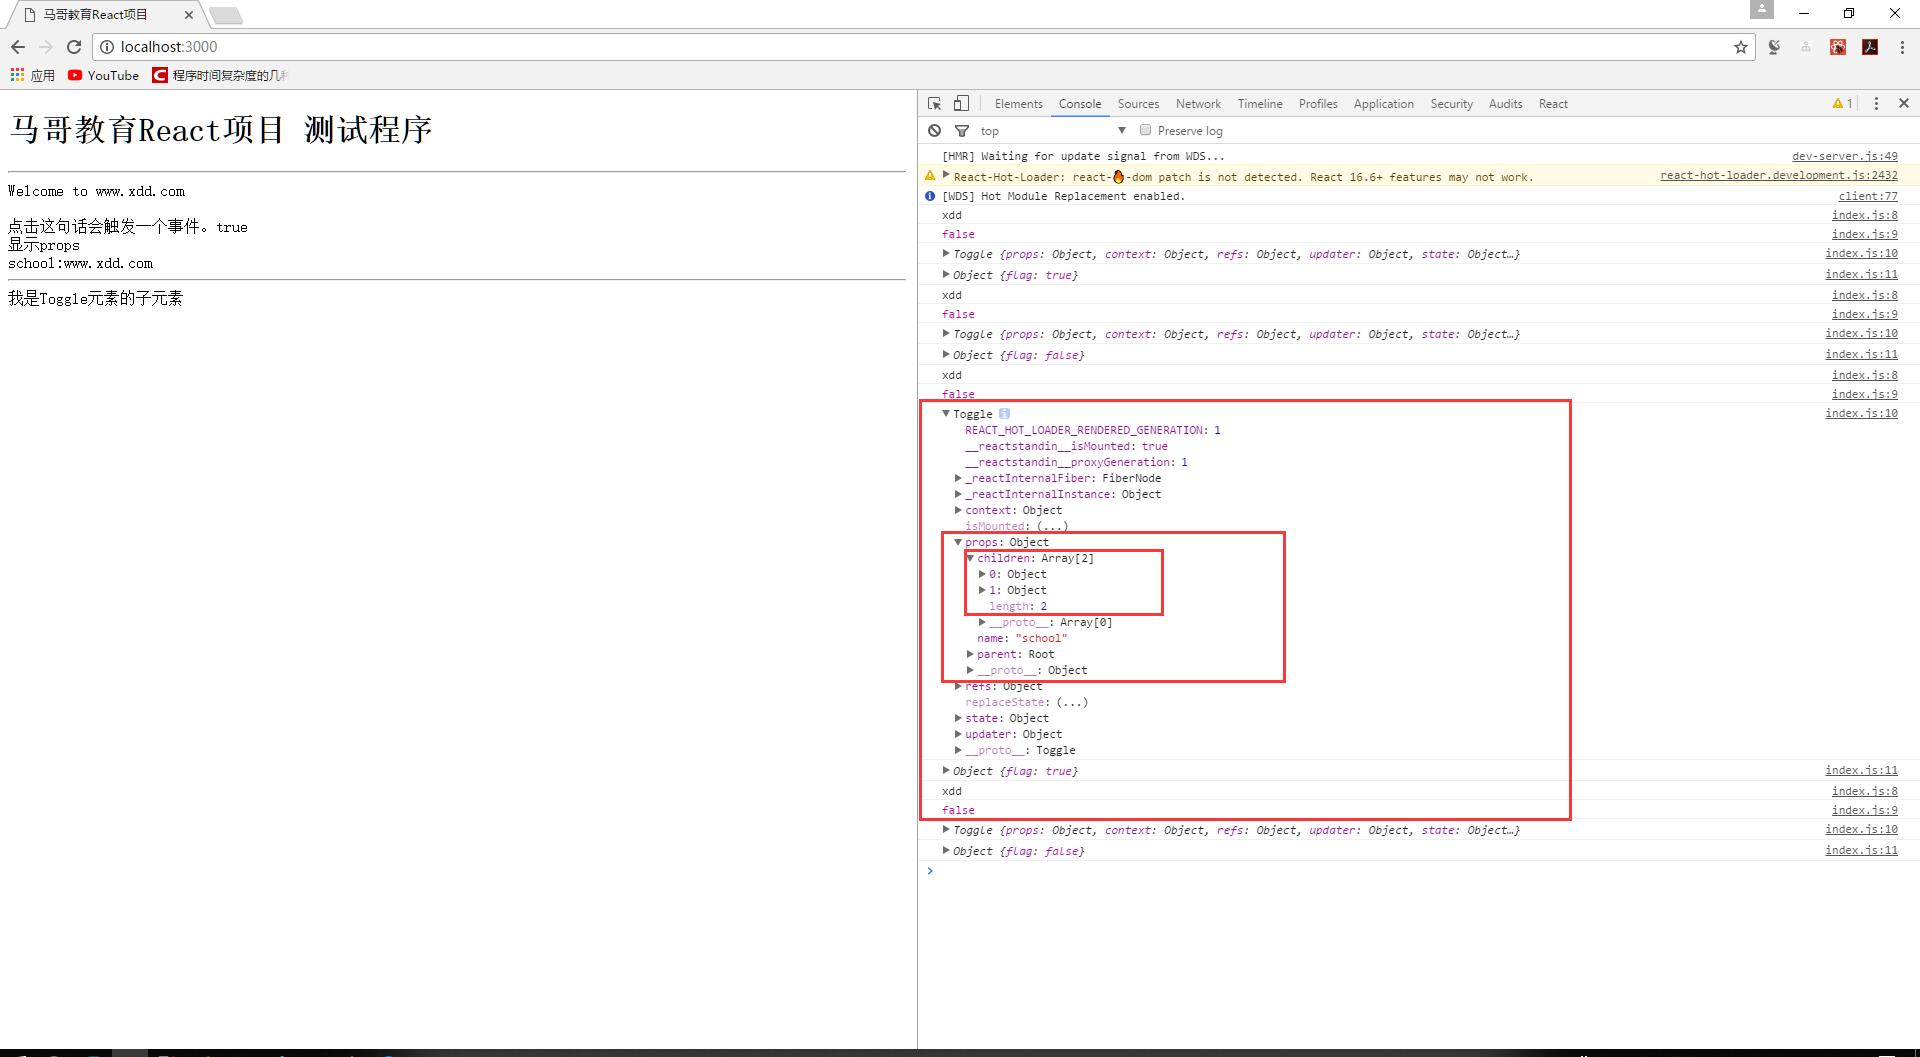 马哥教育React项目
localhost:3000
应用
YouTube
程序时间复杂度的几
马哥教育React项目 测试程序
Welcome to www.xdd.com
点击这句话会触发一个事件。true
显示props
school:www.xdd.com
我是Toggle元素的子元素
Elements Console Sources Network Timeline Profiles Application Security Audits React 1
top Preserve log
[HMR] Waiting for update signal from WDS... dev-server.js:49
React-Hot-Loader: react-🔥-dom patch is not detected. React 16.6+ features may not work. react-hot-loader.development.js:2432
[WDS] Hot Module Replacement enabled. client:77
xdd index.js:8
false index.js:9
Toggle {props: Object, context: Object, refs: Object, updater: Object, state: Object…} index.js:10
Object {flag: true} index.js:11
xdd index.js:8
false index.js:9
Toggle {props: Object, context: Object, refs: Object, updater: Object, state: Object…} index.js:10
Object {flag: false} index.js:11
xdd index.js:8
false index.js:9
Toggle index.js:10
REACT_HOT_LOADER_RENDERED_GENERATION: 1
__reactstandin__isMounted: true
__reactstandin__proxyGeneration: 1
_reactInternalFiber: FiberNode
_reactInternalInstance: Object
context: Object
isMounted: (...)
props: Object
children: Array[2]
0: Object
1: Object
length: 2
__proto__: Array[0]
name: "school"
parent: Root
__proto__: Object
refs: Object
replaceState: (...)
state: Object
updater: Object
__proto__: Toggle
Object {flag: true} index.js:11
xdd index.js:8
false index.js:9
Toggle {props: Object, context: Object, refs: Object, updater: Object, state: Object…} index.js:10
Object {flag: false} index.js:11